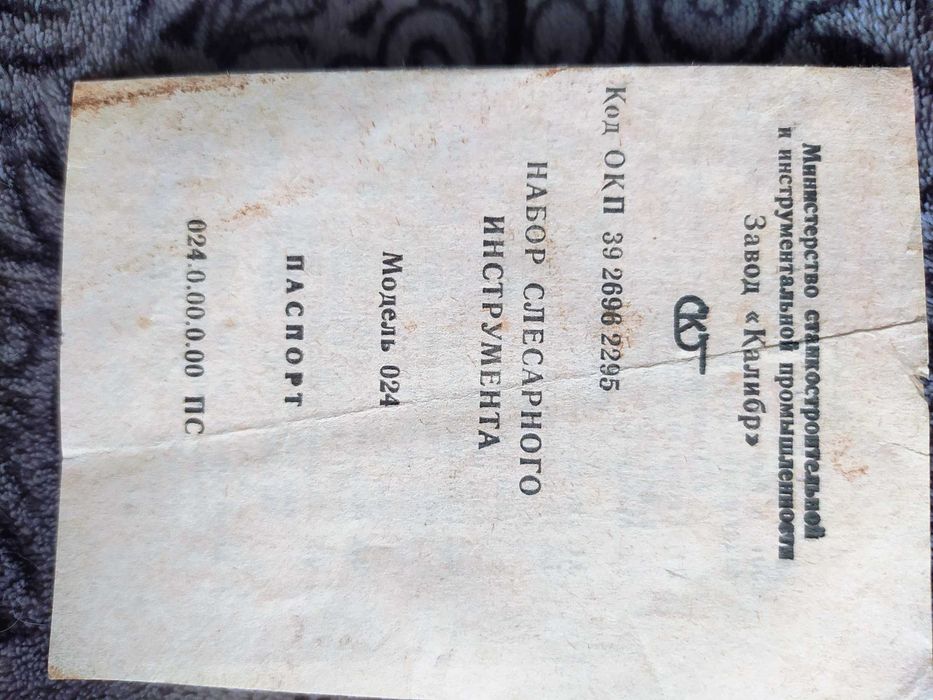 Министерство станкостроительной
и инструментальной промышленности
Завод «Калибр»
Код ОКП 39 2696 2295
НАБОР СЛЕСАРНОГО
ИНСТРУМЕНТА
Модель 024
ПАСПОРТ
024.0.00.0.00 ПС